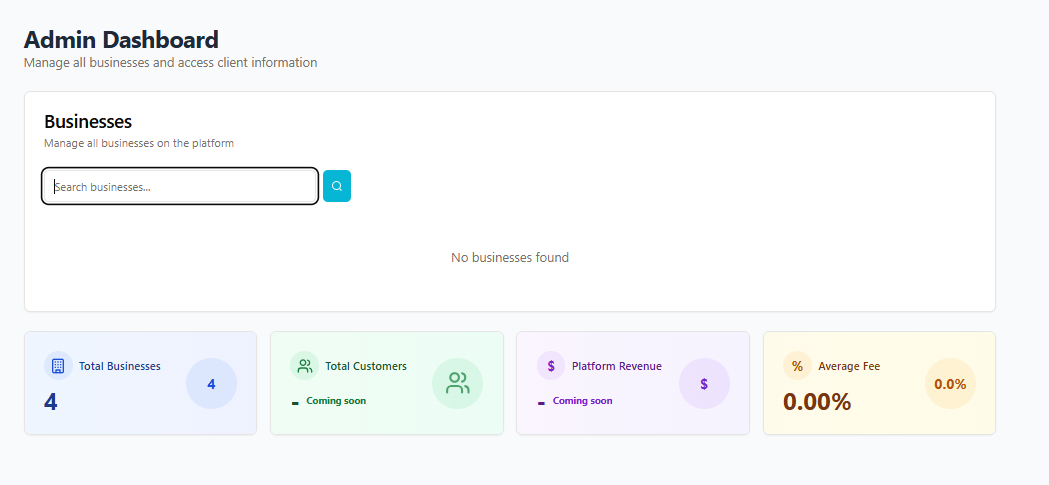 Admin Dashboard
Manage all businesses and access client information
Businesses
Manage all businesses on the platform
Search businesses...
No businesses found
Total Businesses
4
4
Total Customers
- Coming soon
$ Platform Revenue
- Coming soon
$
% Average Fee
0.00%
0.0%